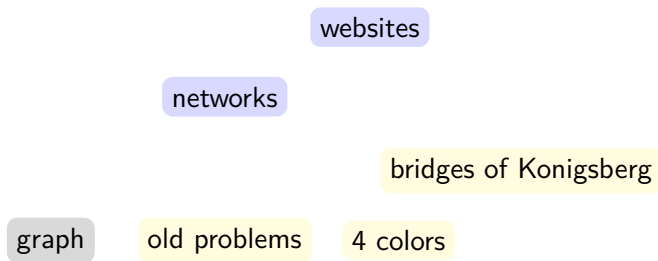 websites
networks
bridges of Konigsberg
graph
old problems
4 colors